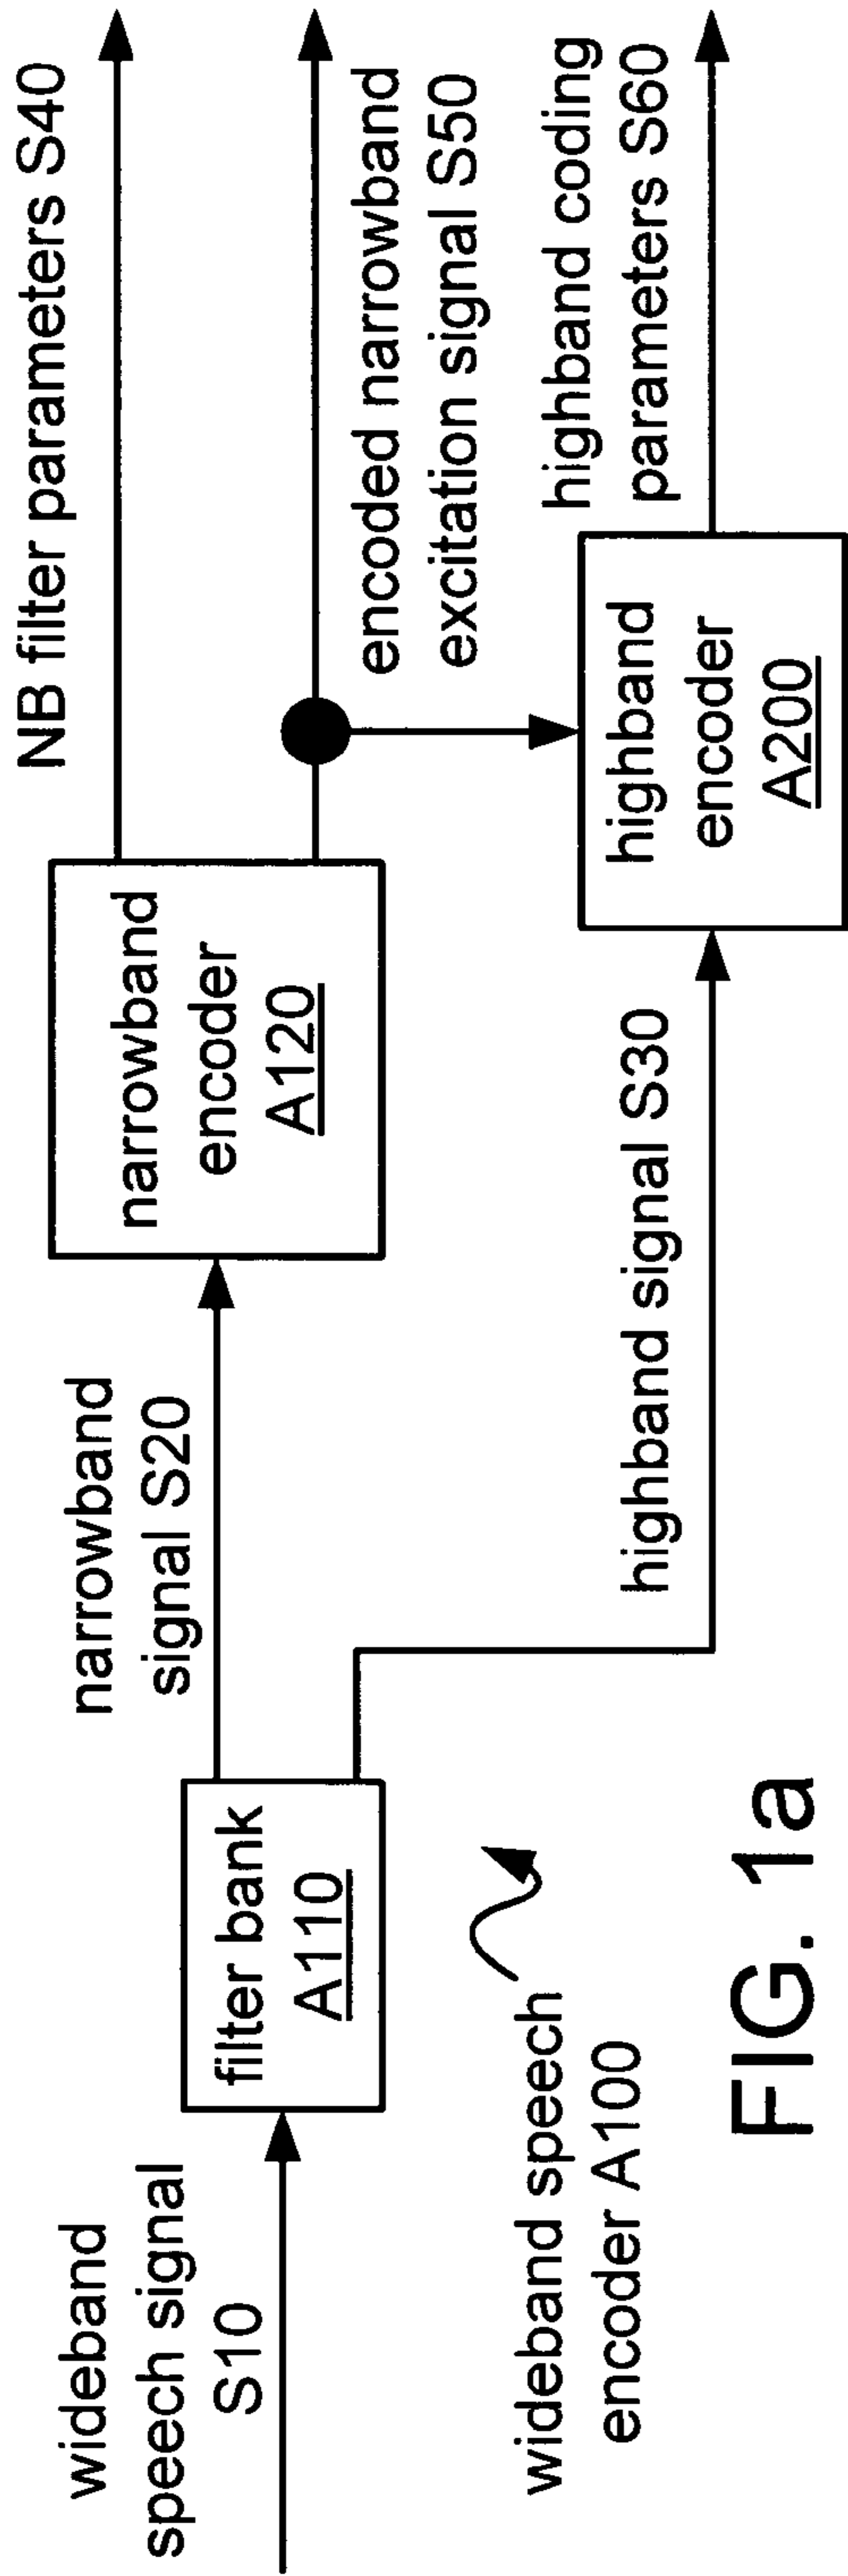 wideband
speech signal
S10
filter bank
A110
narrowband
signal S20
narrowband
encoder
A120
NB filter parameters S40
encoded narrowband
excitation signal S50
highband signal S30
highband
encoder
A200
highband coding
parameters S60
wideband speech
encoder A100
FIG. 1a